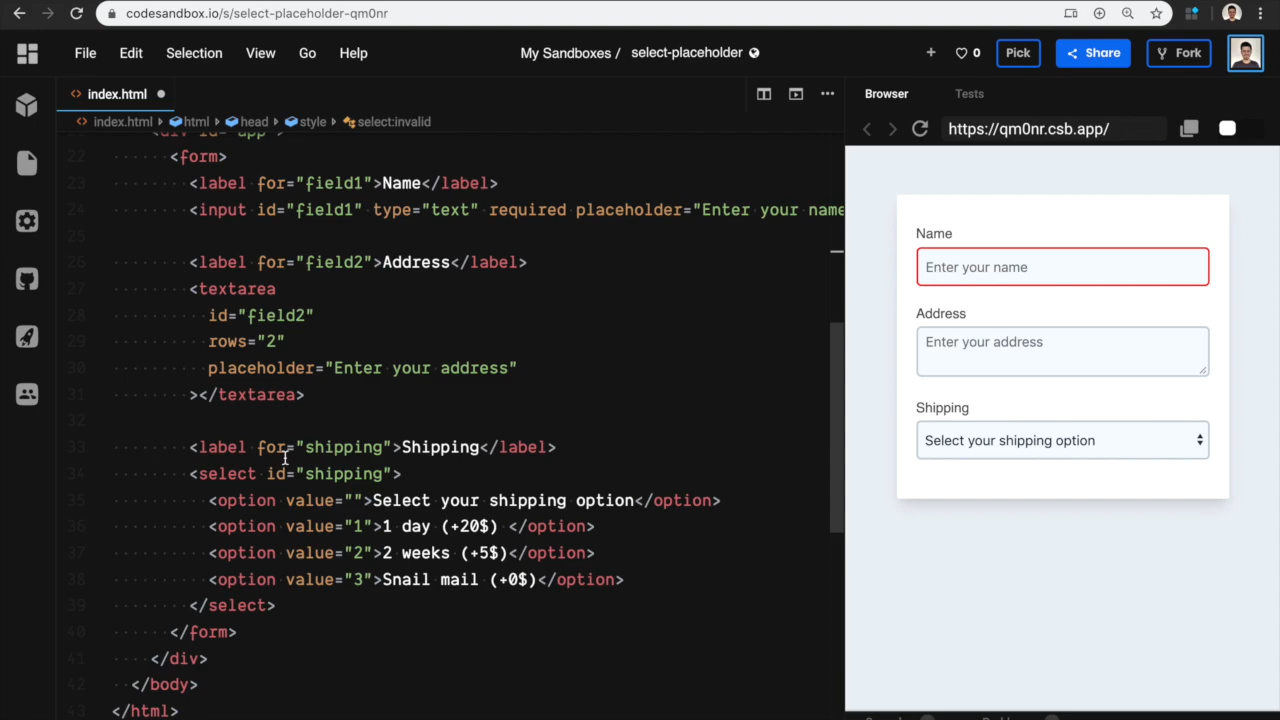 codesandbox.io/s/select-placeholder-qm0nr
File Edit Selection View Go Help
My Sandboxes / select-placeholder
+ 0 Pick Share Fork
<> index.html
Browser Tests
<> index.html > html > head > style > select:invalid
https://qm0nr.csb.app/
<div id="app">
22 <form>
23 <label for="field1">Name</label>
24 <input id="field1" type="text" required placeholder="Enter your name
25
26 <label for="field2">Address</label>
27 <textarea
28 id="field2"
29 rows="2"
30 placeholder="Enter your address"
31 ></textarea>
32
33 <label for="shipping">Shipping</label>
34 <select id="shipping">
35 <option value="">Select your shipping option</option>
36 <option value="1">1 day (+20$) </option>
37 <option value="2">2 weeks (+5$)</option>
38 <option value="3">Snail mail (+0$)</option>
39 </select>
40 </form>
41 </div>
42 </body>
43 </html>
Name
Enter your name
Address
Enter your address
Shipping
Select your shipping option